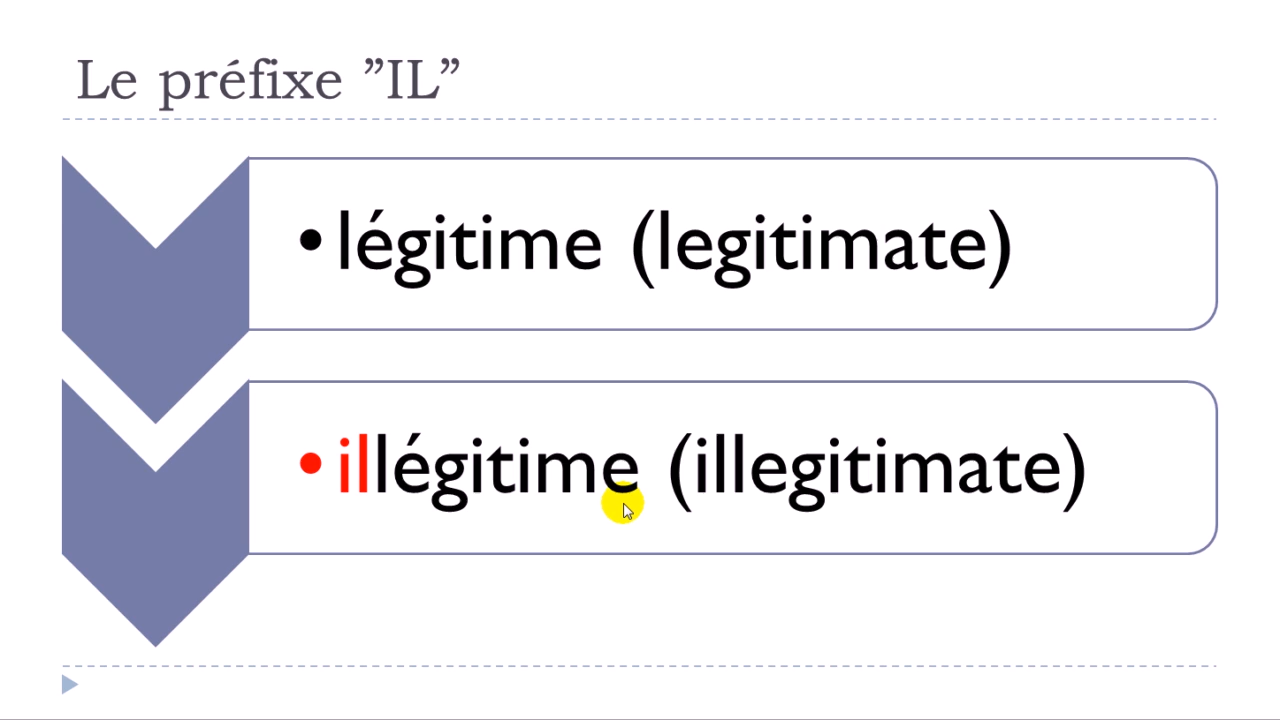 Le préfixe ”IL”
• légitime (legitimate)
• illégitime (illegitimate)